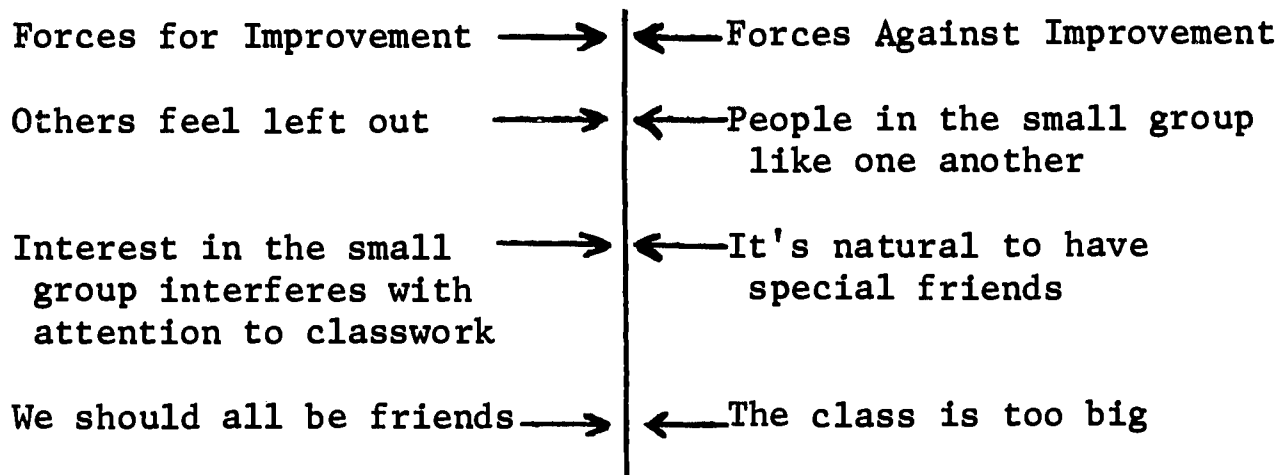 Forces for Improvement
Forces Against Improvement
Others feel left out
People in the small group
like one another
Interest in the small
group interferes with
attention to classwork
It's natural to have
special friends
We should all be friends
The class is too big